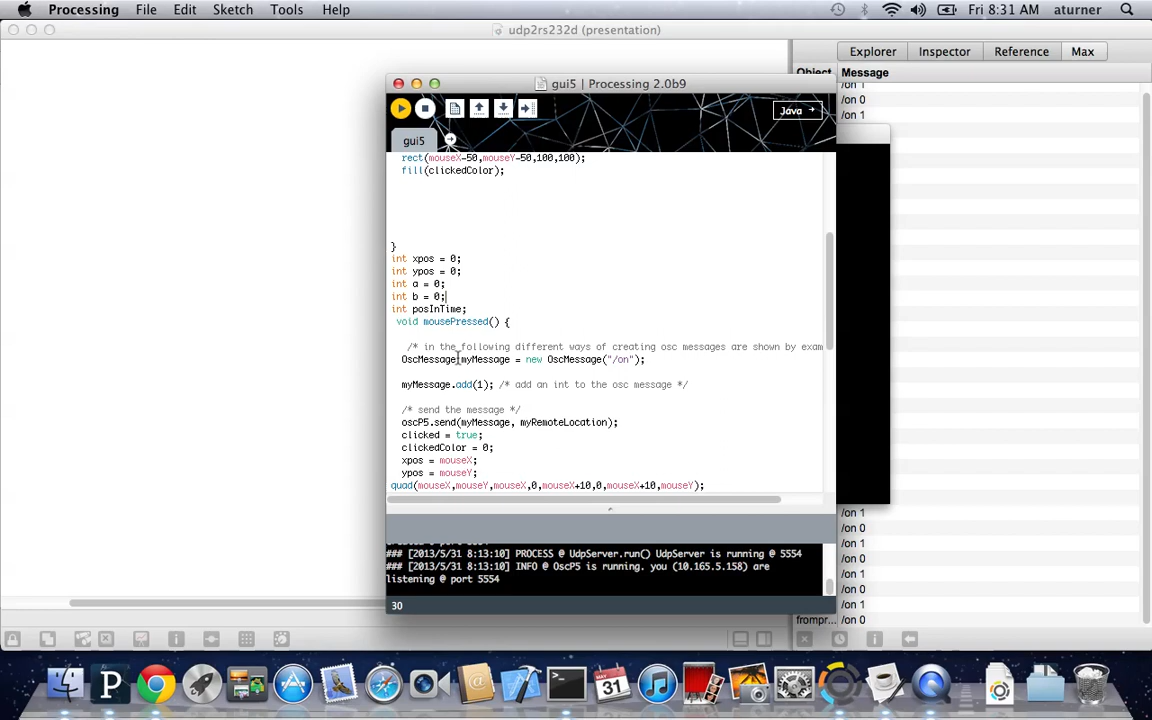 Processing File Edit Sketch Tools Help Fri 8:31 AM aturner
udp2rs232d (presentation)
Explorer Inspector Reference Max
Object Message
/on 1
/on 0
/on 1
gui5 | Processing 2.0b9
Java
gui5
rect(mouseX-50,mouseY-50,100,100);
fill(clickedColor);
}
int xpos = 0;
int ypos = 0;
int a = 0;
int b = 0;
int posInTime;
void mousePressed() {
/* in the following different ways of creating osc messages are shown by exam
OscMessage myMessage = new OscMessage("/on");
myMessage.add(1); /* add an int to the osc message */
/* send the message */
oscP5.send(myMessage, myRemoteLocation);
clicked = true;
clickedColor = 0;
xpos = mouseX;
ypos = mouseY;
quad(mouseX,mouseY,mouseX,0,mouseX+10,0,mouseX+10,mouseY);
### [2013/5/31 8:13:10] PROCESS @ UdpServer.run() UdpServer is running @ 5554
### [2013/5/31 8:13:10] INFO @ OscP5 is running. you (10.165.5.158) are
listening @ port 5554
30
/on 1
/on 0
/on 1
/on 0
/on 1
/on 0
/on 1
frompr... /on 0
MAY
31